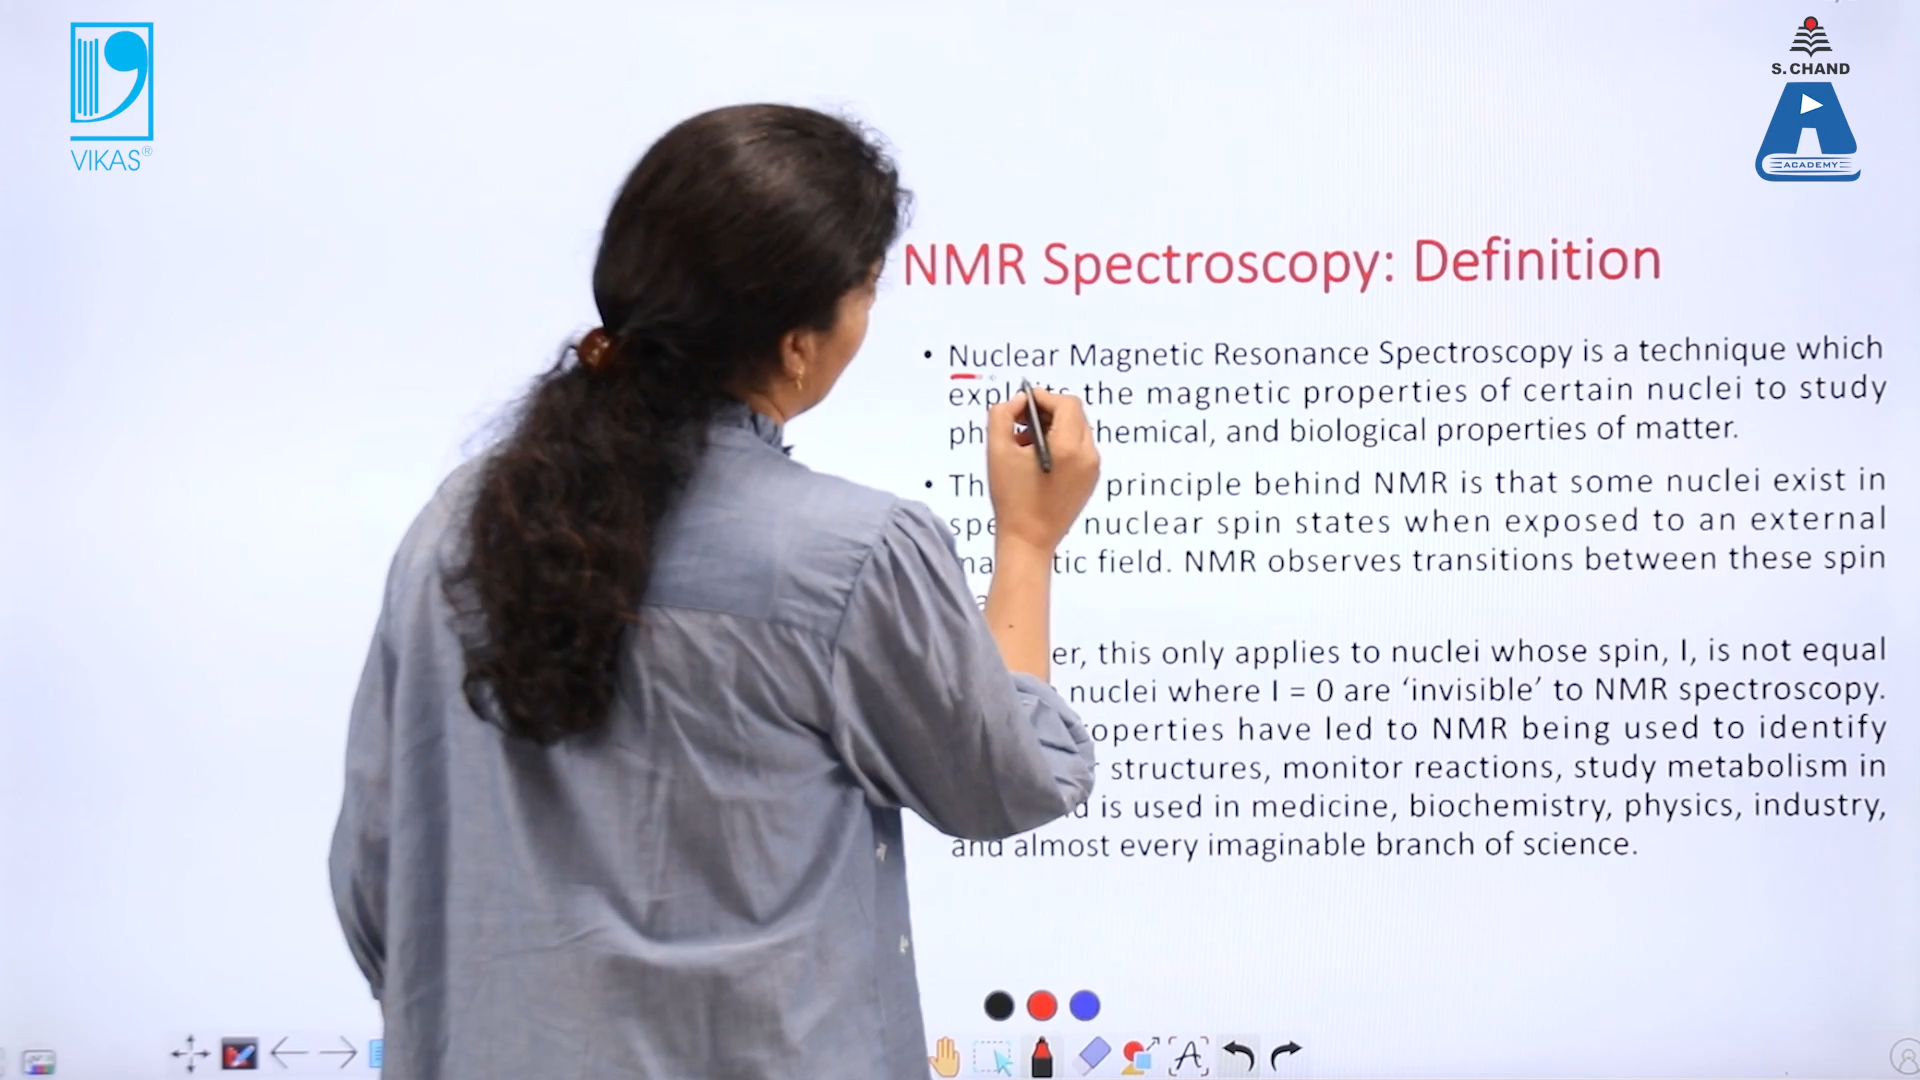 VIKAS®
S. CHAND
ACADEMY
NMR Spectroscopy: Definition
• Nuclear Magnetic Resonance Spectroscopy is a technique which
the magnetic properties of certain nuclei to study
chemical, and biological properties of matter.
• principle behind NMR is that some nuclei exist in
nuclear spin states when exposed to an external
field. NMR observes transitions between these spin
this only applies to nuclei whose spin, I, is not equal
nuclei where I = 0 are ‘invisible’ to NMR spectroscopy.
have led to NMR being used to identify
structures, monitor reactions, study metabolism in
is used in medicine, biochemistry, physics, industry,
and almost every imaginable branch of science.